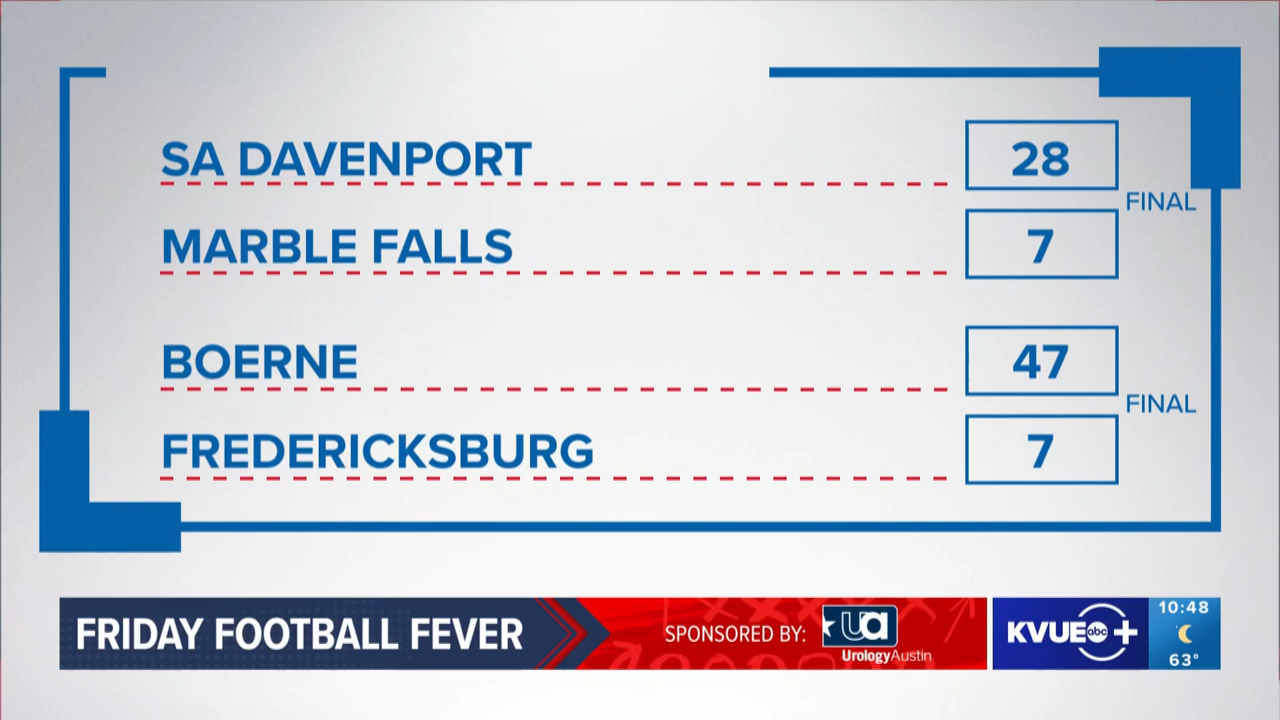 SA DAVENPORT 28
FINAL
MARBLE FALLS 7
BOERNE 47
FINAL
FREDERICKSBURG 7
FRIDAY FOOTBALL FEVER
SPONSORED BY:
ua
UrologyAustin
KVUE abc +
10:48
63°